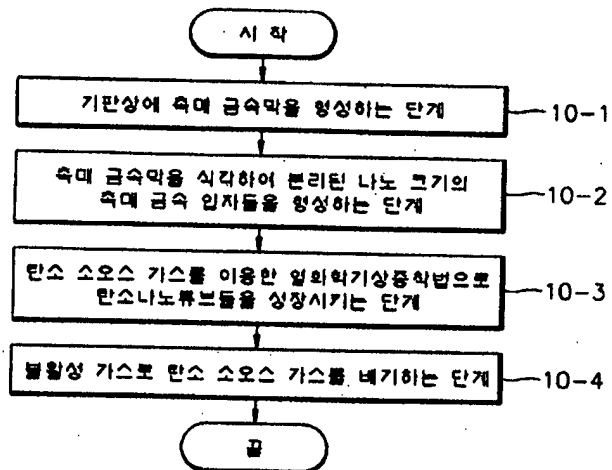 시 작
기판상에 촉매 금속막을 형성하는 단계
10-1
촉매 금속막을 식각하여 분리된 나노 크기의
촉매 금속 입자들을 형성하는 단계
10-2
탄소 소오스 가스를 이용한 열화학기상증착법으로
탄소나노튜브들을 성장시키는 단계
10-3
불활성 가스로 탄소 소오스 가스를 배기하는 단계
10-4
끝